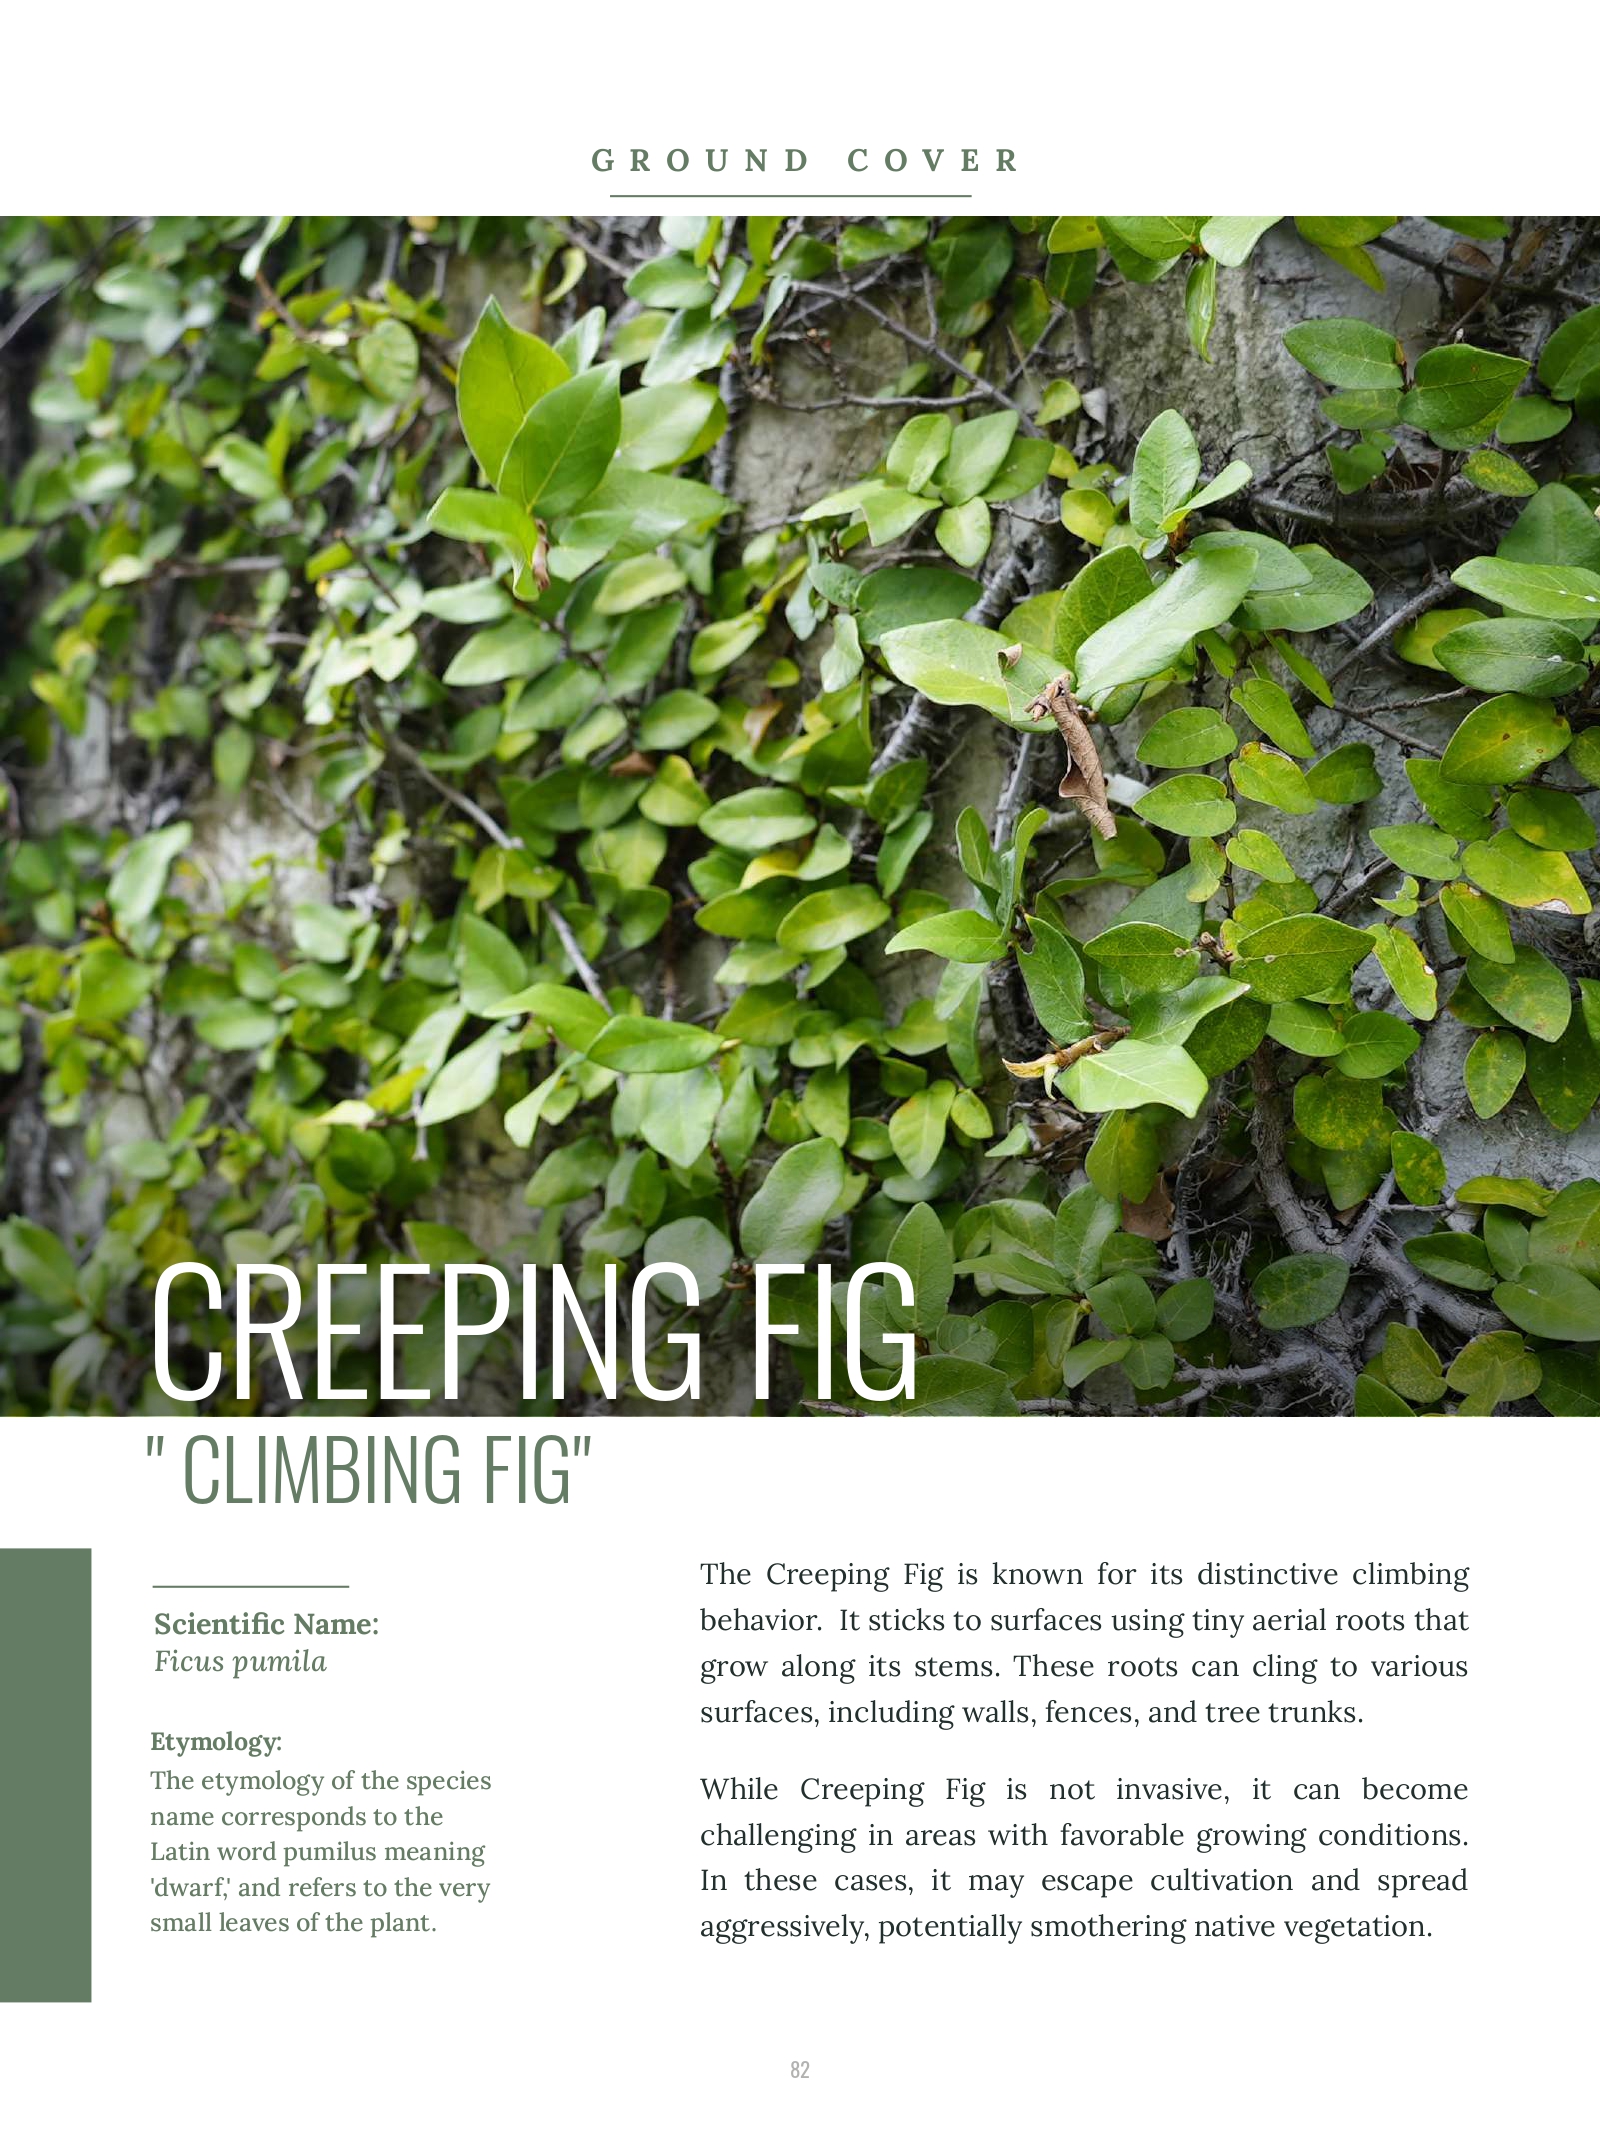 GROUND COVER
CREEPING FIG
" CLIMBING FIG"
Scientific Name:
Ficus pumila
Etymology:
The etymology of the species
name corresponds to the
Latin word pumilus meaning
'dwarf,' and refers to the very
small leaves of the plant.
The Creeping Fig is known for its distinctive climbing
behavior.  It sticks to surfaces using tiny aerial roots that
grow along its stems. These roots can cling to various
surfaces, including walls, fences, and tree trunks.
While Creeping Fig is not invasive, it can become
challenging in areas with favorable growing conditions.
In these cases, it may escape cultivation and spread
aggressively, potentially smothering native vegetation.
82